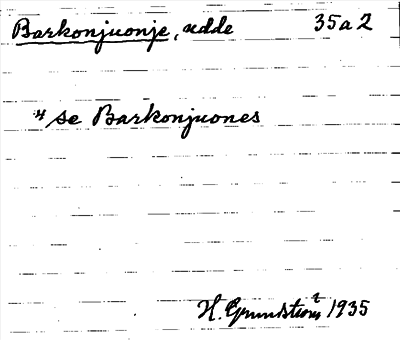 Barkonjuonje, udde 35a2
se Barkonjuones
H. Grundström 1935